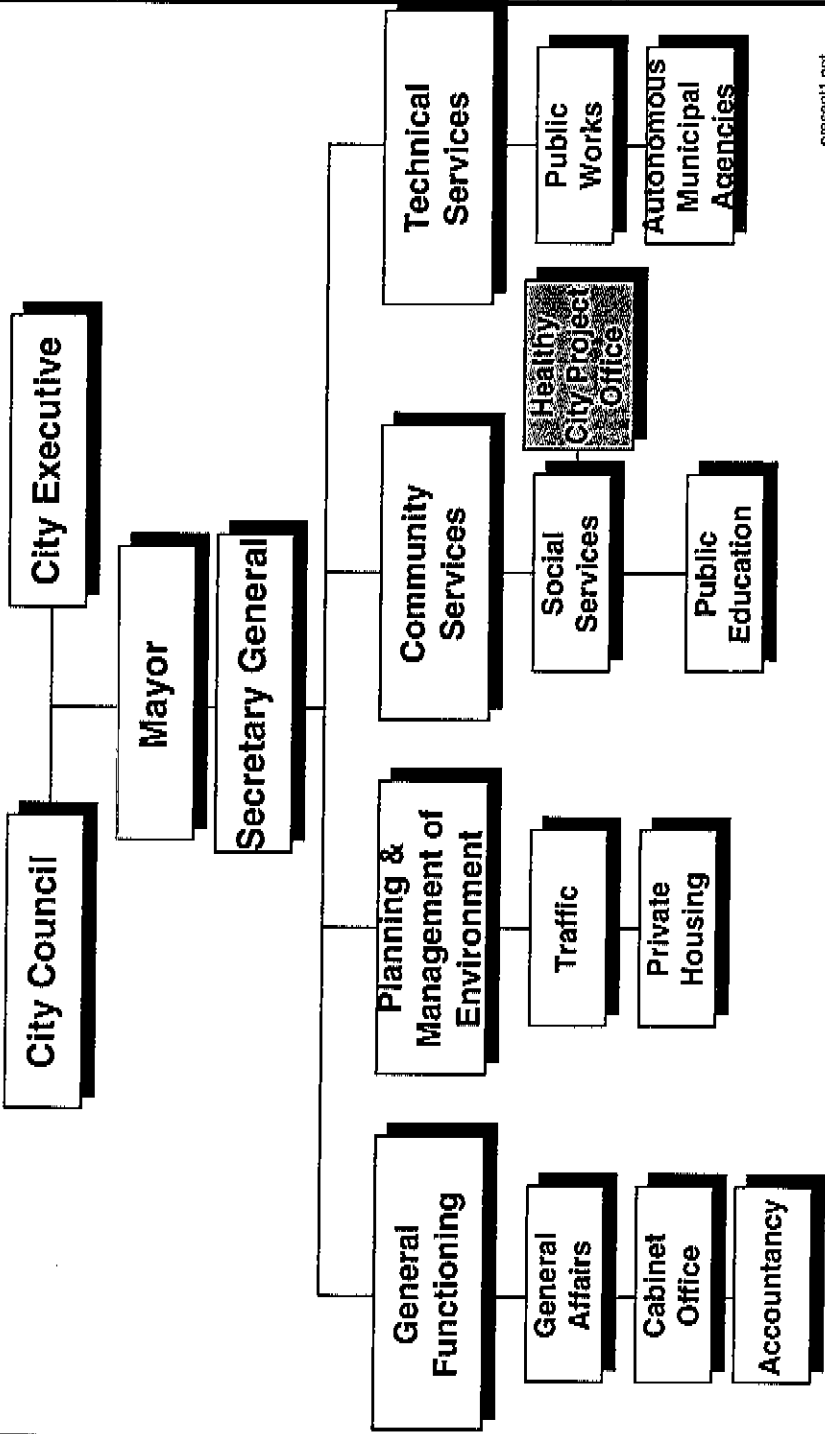 City Council
City Executive
Mayor
Secretary General
General
Functioning
Planning &
Management of
Environment
Community
Services
Technical
Services
General
Affairs
Cabinet
Office
Accountancy
Traffic
Private
Housing
Social
Services
Healthy
City Project
Office
Public
Education
Public
Works
Autonomous
Municipal
Agencies